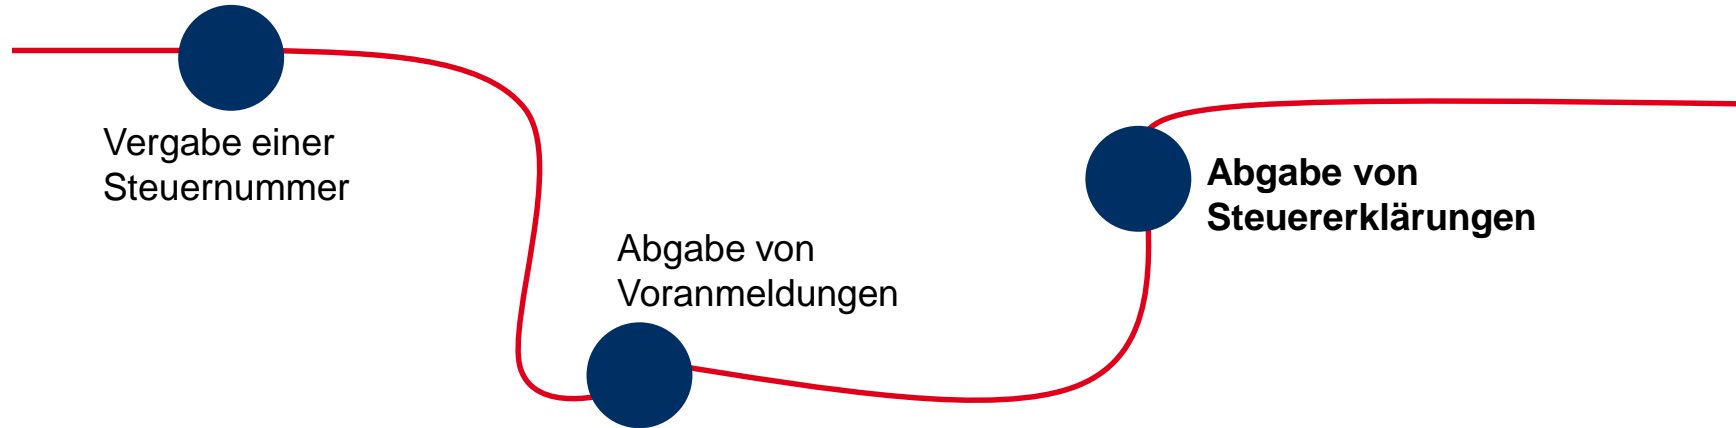 Vergabe einer
Steuernummer
Abgabe von
Voranmeldungen
Abgabe von
Steuererklärungen